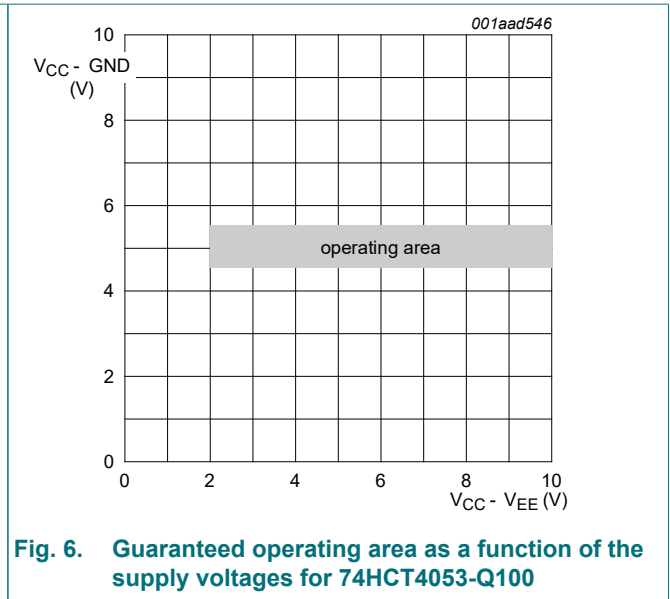 001aad546
10
VCC - GND
(V)
8
6
operating area
4
2
0
0 2 4 6 8 10
VCC - VEE (V)
Fig. 6. Guaranteed operating area as a function of the
supply voltages for 74HCT4053-Q100